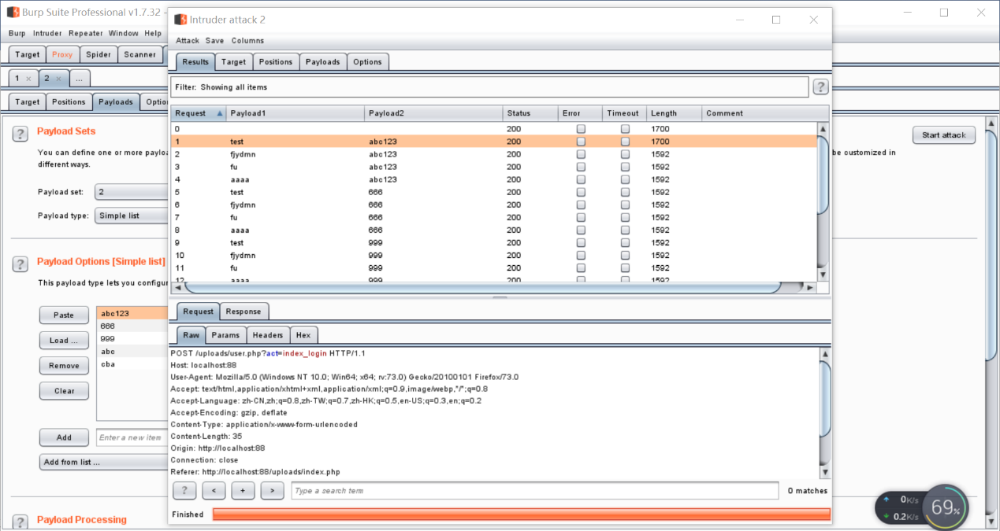 Burp Suite Professional v1.7.32 -
Burp Intruder Repeater Window Help
Target Proxy Spider Scanner
1 × 2 × ...
Target Positions Payloads
Payload Sets
You can define one or more
be customized in
different ways.
Payload set: 2
Payload type: Simple list
Start attack
Payload Options [Simple list]
This payload type lets you
Paste abc123
666
Load ... 999
abc
Remove cba
Clear
Add Enter a new item
Add from list ...
Payload Processing
Intruder attack 2
Attack Save Columns
Results Target Positions Payloads Options
Filter: Showing all items ?
Request Payload1 Payload2 Status Error Timeout Length Comment
0 200 1700
1 test abc123 200 1700
2 fjydmn abc123 200 1592
3 fu abc123 200 1592
4 aaaa abc123 200 1592
5 test 666 200 1592
6 fjydmn 666 200 1592
7 fu 666 200 1592
8 aaaa 666 200 1592
9 test 999 200 1592
10 fjydmn 999 200 1592
11 fu 999 200 1592
12 aaaa 999 200 1592
Request Response
Raw Params Headers Hex
POST /uploads/user.php?act=index_login HTTP/1.1
Host: localhost:88
User-Agent: Mozilla/5.0 (Windows NT 10.0; Win64; x64; rv:73.0) Gecko/20100101 Firefox/73.0
Accept: text/html,application/xhtml+xml,application/xml;q=0.9,image/webp,*/*;q=0.8
Accept-Language: zh-CN,zh;q=0.8,zh-TW;q=0.7,zh-HK;q=0.5,en-US;q=0.3,en;q=0.2
Accept-Encoding: gzip, deflate
Content-Type: application/x-www-form-urlencoded
Content-Length: 35
Origin: http://localhost:88
Connection: close
Referer: http://localhost:88/uploads/index.php
? < + > Type a search term 0 matches
Finished
0K/s
0.2K/s
69%